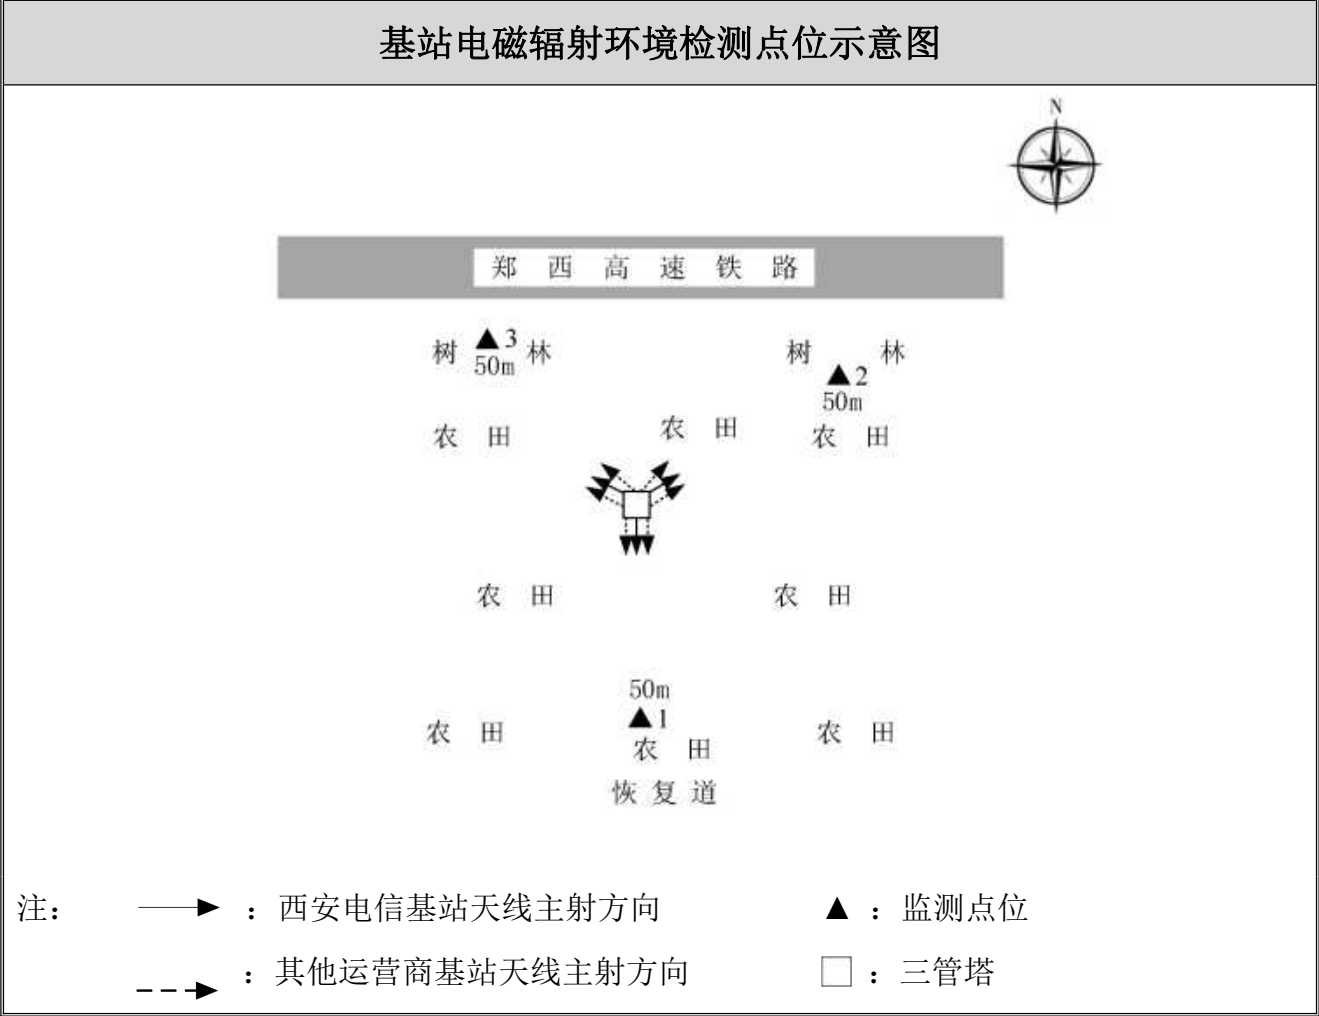 基站电磁辐射环境检测点位示意图
N
郑 西 高 速 铁 路
树 ▲3 林
50m
树 林
▲2
50m
农 田
农 田
农 田
农 田
农 田
50m
▲1
农 田
农 田
农 田
恢复道
注： ：西安电信基站天线主射方向 ▲ ：监测点位
：其他运营商基站天线主射方向 □ ：三管塔